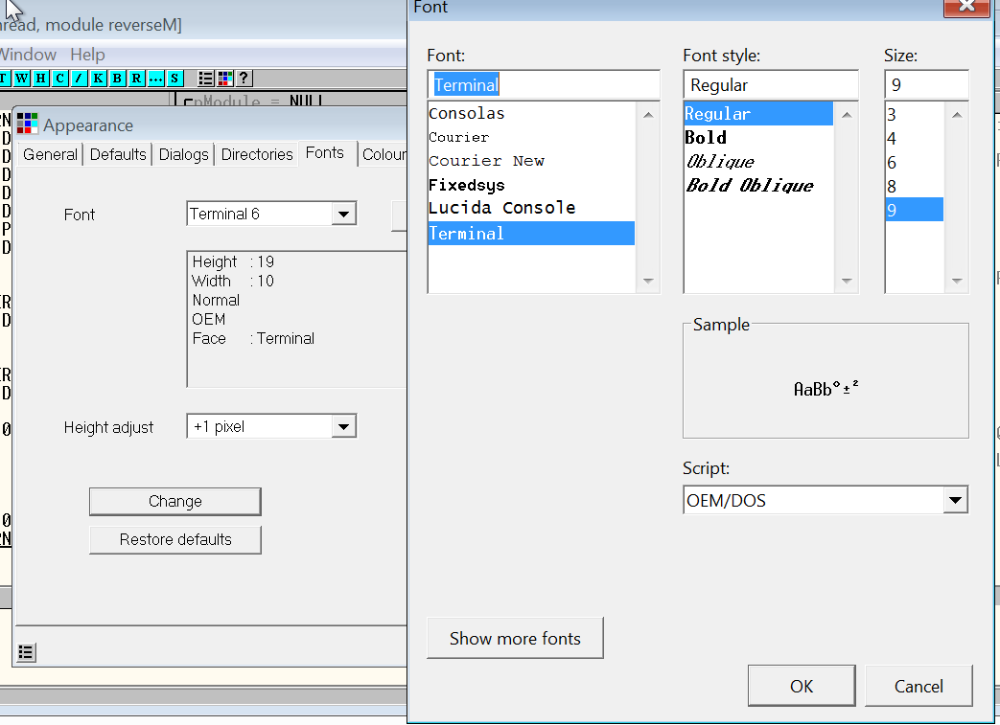 Font
read, module reverseM]
Window Help
T W H C / K B R ... S ?
pModule = NULL
Appearance
General Defaults Dialogs Directories Fonts Colour
Font Terminal 6
Height : 19
Width : 10
Normal
OEM
Face : Terminal
Height adjust +1 pixel
Change
Restore defaults
Font: Font style: Size:
Terminal Regular 9
Consolas
Courier
Courier New
Fixedsys
Lucida Console
Terminal
Regular
Bold
Oblique
Bold Oblique
3
4
6
8
9
Sample
AaBb°±²
Script:
OEM/DOS
Show more fonts
OK Cancel